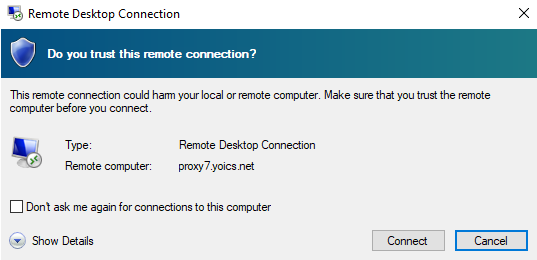 Remote Desktop Connection
Do you trust this remote connection?
This remote connection could harm your local or remote computer. Make sure that you trust the remote
computer before you connect.
Type: Remote Desktop Connection
Remote computer: proxy7.yoics.net
Don't ask me again for connections to this computer
Show Details Connect Cancel